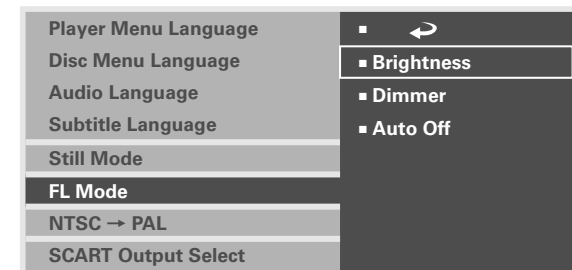 Player Menu Language
Disc Menu Language
Audio Language
Subtitle Language
Still Mode
FL Mode
NTSC → PAL
SCART Output Select
Brightness
Dimmer
Auto Off